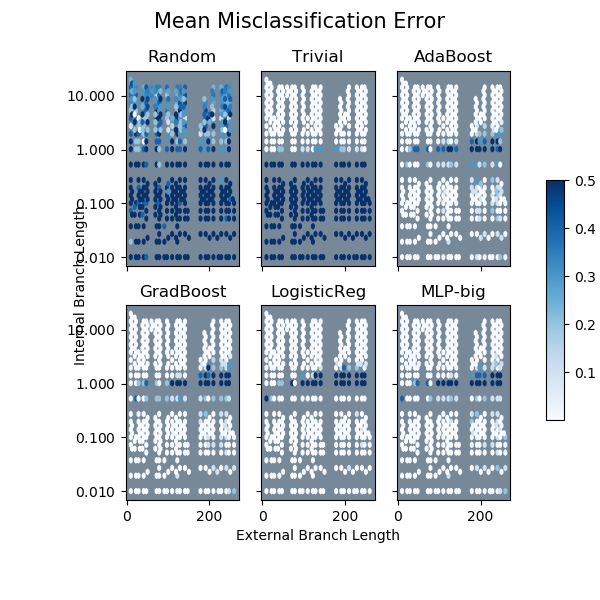 Mean Misclassification Error
Random
Trivial
AdaBoost
10.000
1.000
0.100
0.010
0.5
0.4
0.3
0.2
0.1
Internal Branch Length
GradBoost
LogisticReg
MLP-big
10.000
1.000
0.100
0.010
0
200
0
200
0
200
External Branch Length